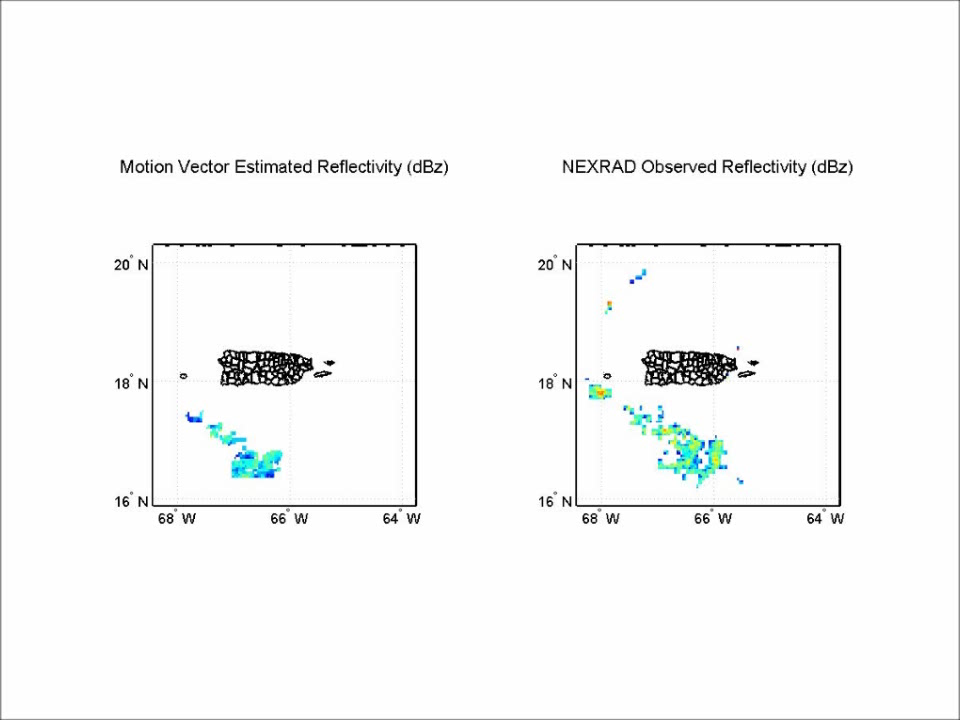 Motion Vector Estimated Reflectivity (dBz)
20° N
18° N
16° N
68° W 66° W 64° W
NEXRAD Observed Reflectivity (dBz)
20° N
18° N
16° N
68° W 66° W 64° W